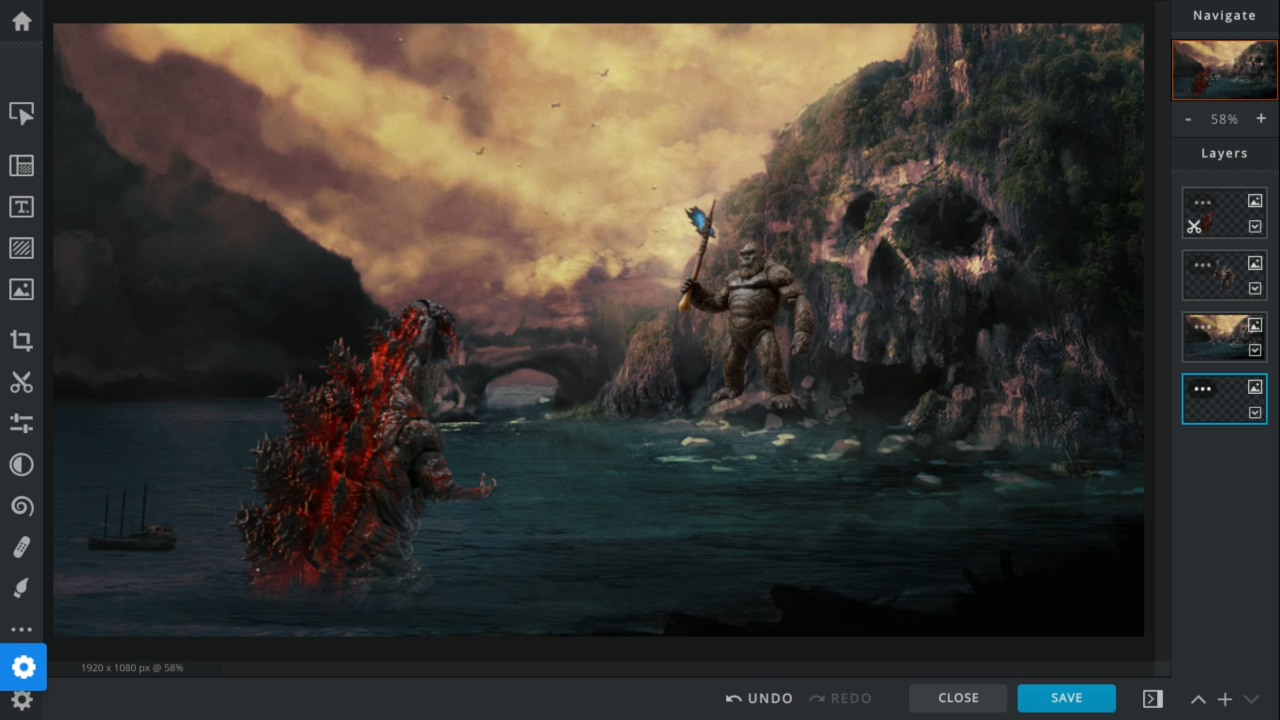 Navigate
- 58% +
Layers
1920 x 1080 px @ 58%
UNDO
REDO
CLOSE
SAVE